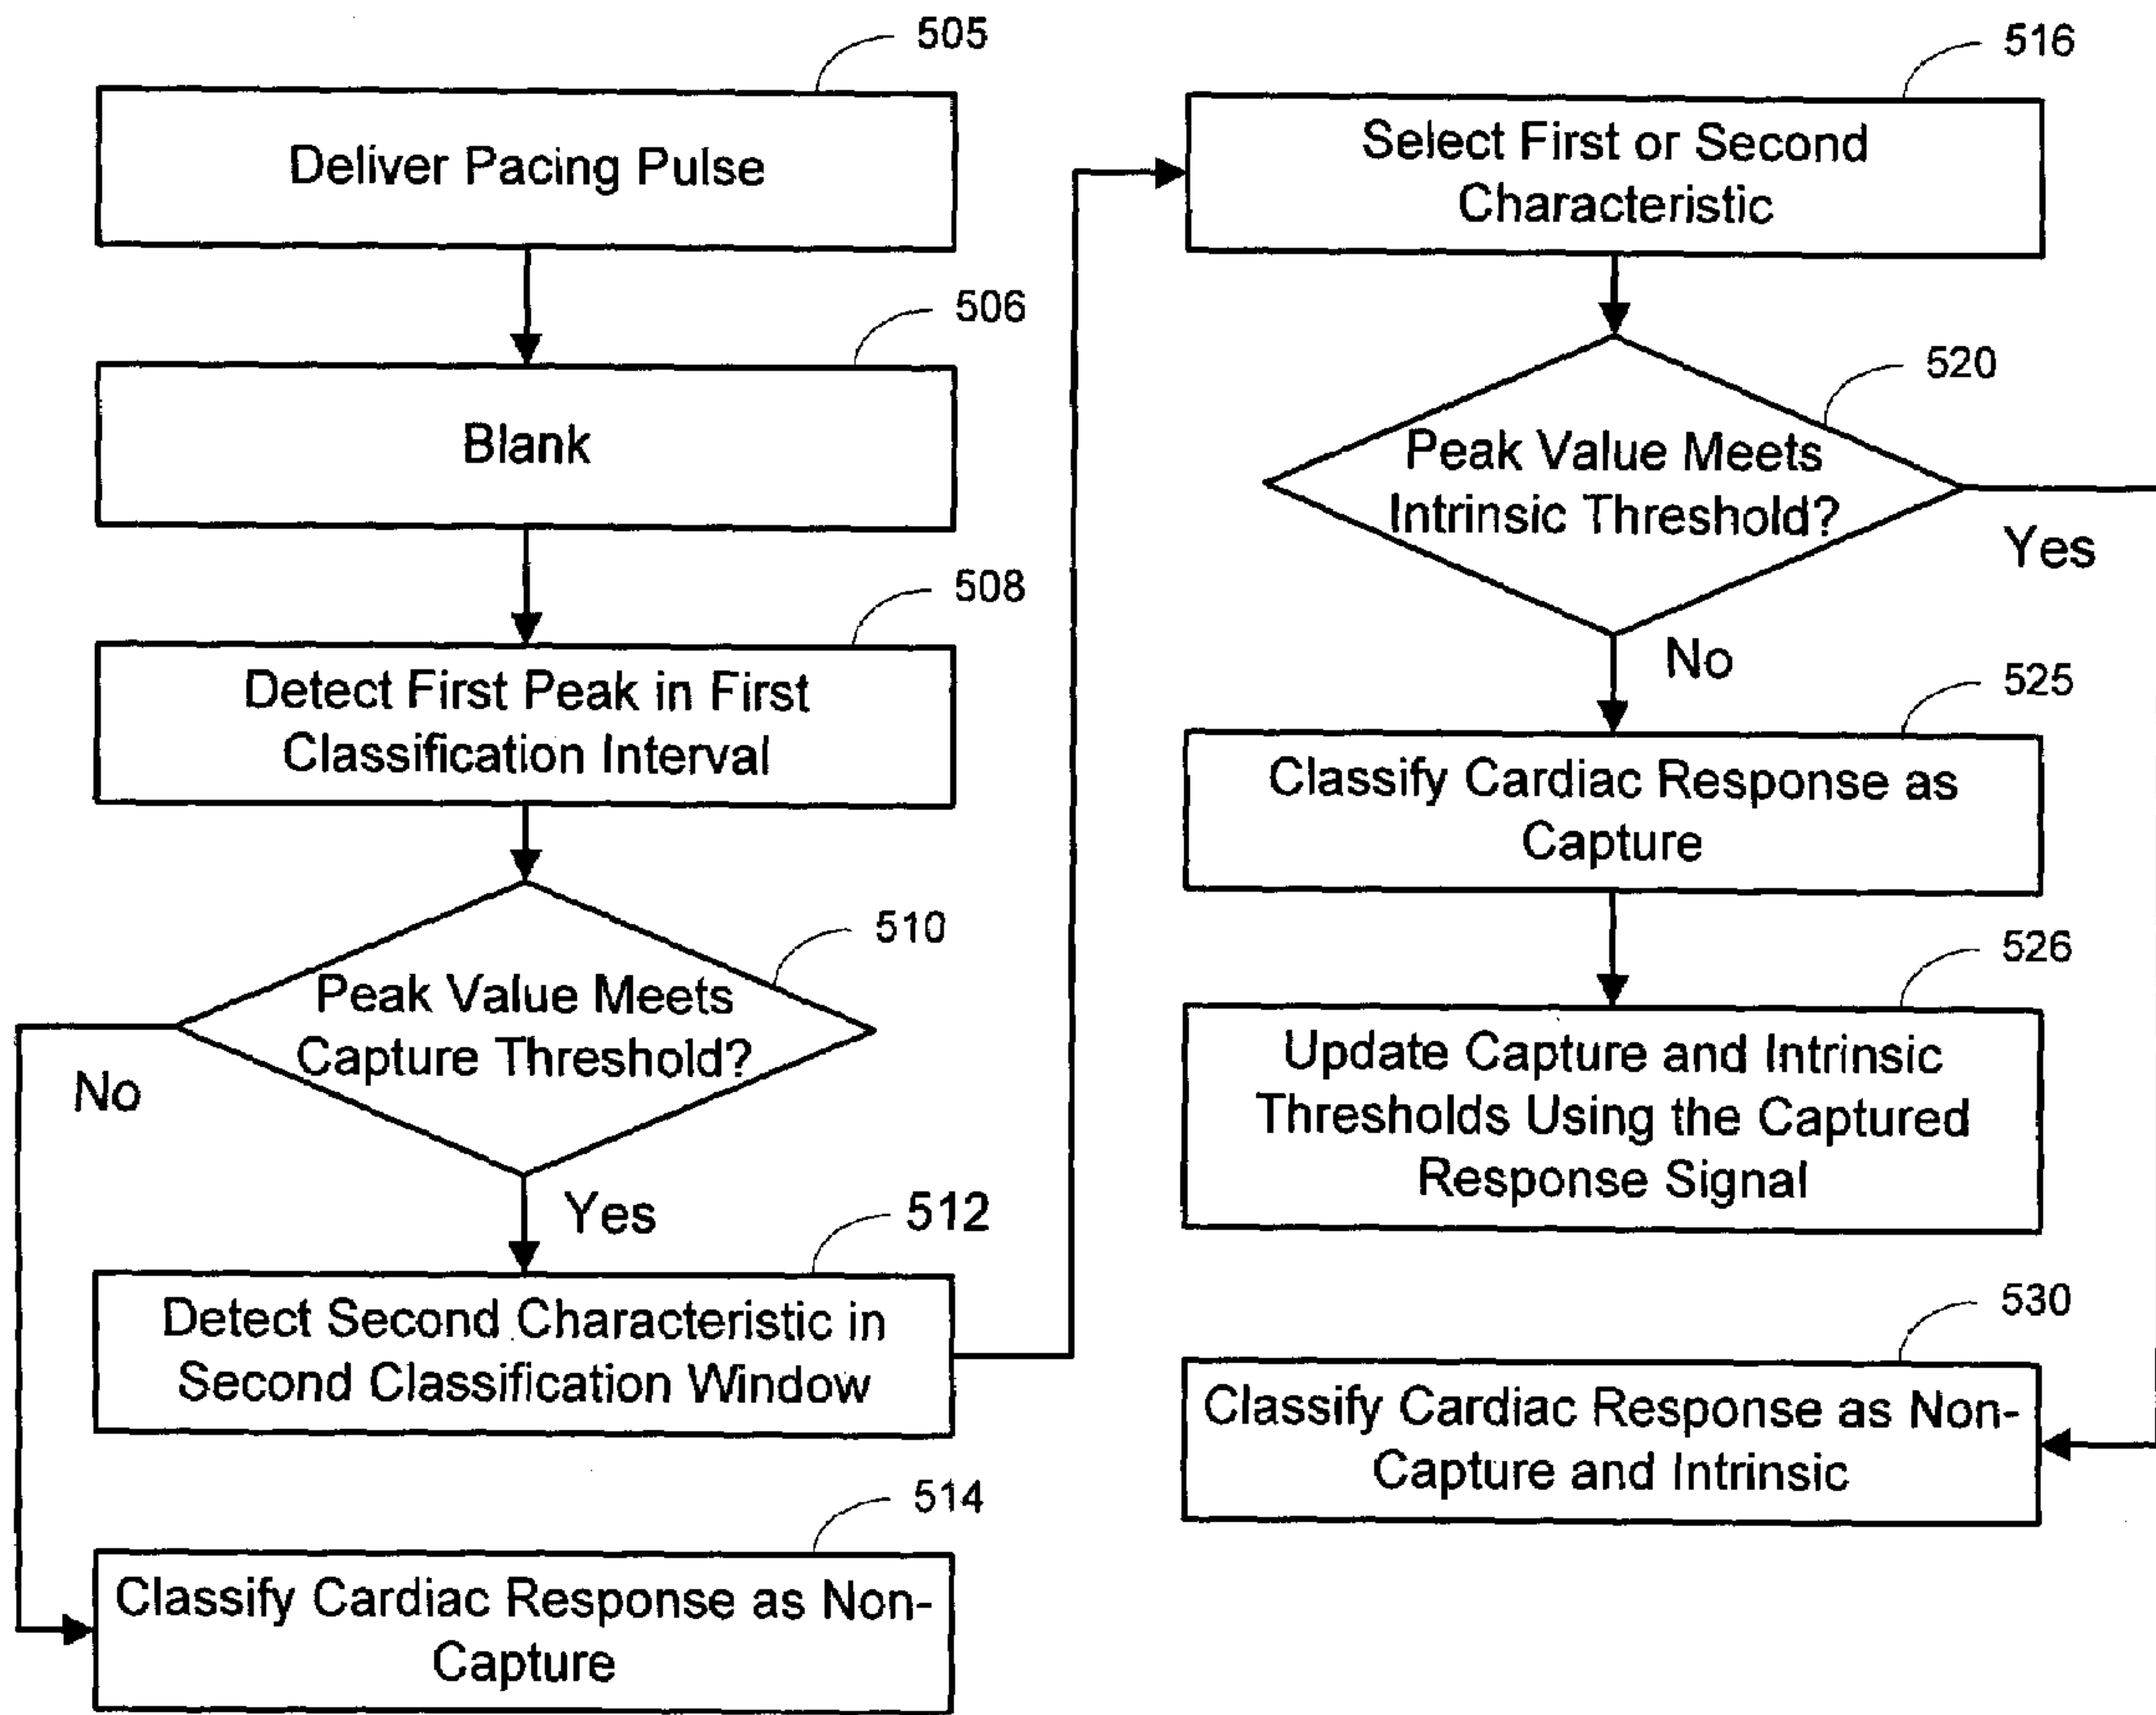 505
Deliver Pacing Pulse
506
Blank
508
Detect First Peak in First
Classification Interval
510
Peak Value Meets
Capture Threshold?
No
Yes
512
Detect Second Characteristic in
Second Classification Window
514
Classify Cardiac Response as Non-
Capture
516
Select First or Second
Characteristic
520
Peak Value Meets
Intrinsic Threshold?
Yes
No
525
Classify Cardiac Response as
Capture
526
Update Capture and Intrinsic
Thresholds Using the Captured
Response Signal
530
Classify Cardiac Response as Non-
Capture and Intrinsic